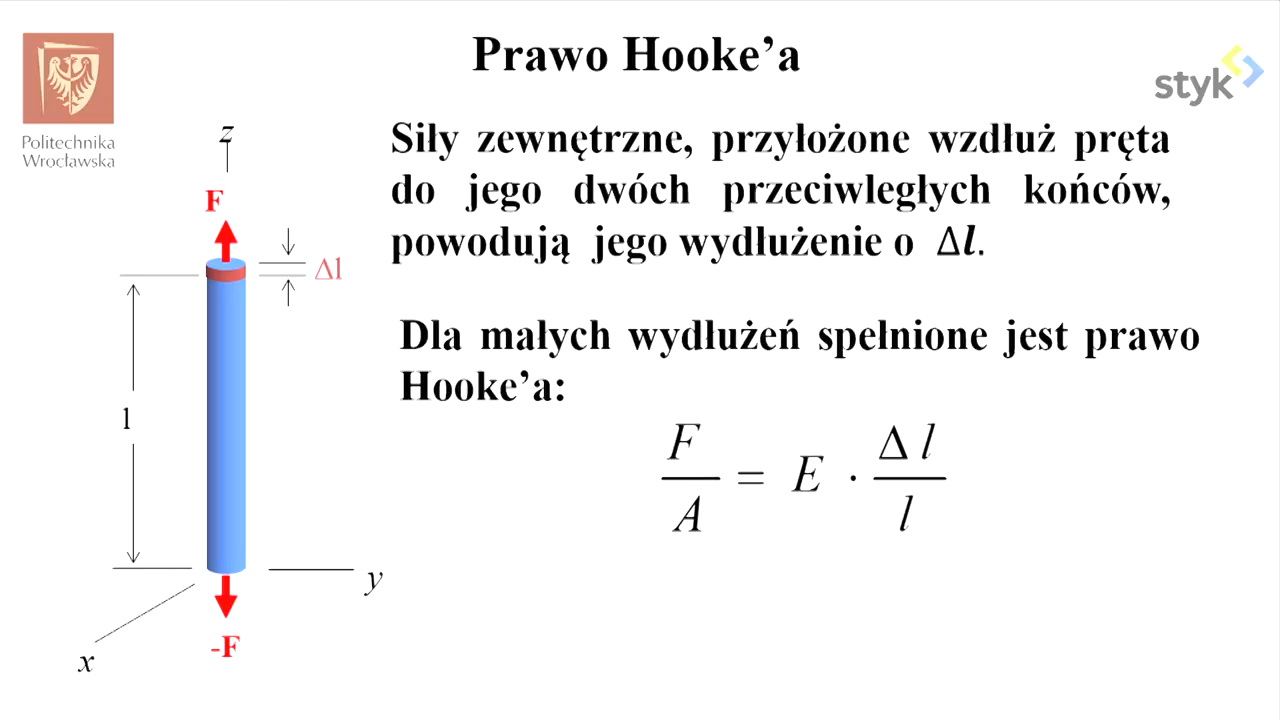 Prawo Hooke’a
styk
Politechnika
Wrocławska
Siły zewnętrzne, przyłożone wzdłuż pręta
do jego dwóch przeciwległych końców,
powodują jego wydłużenie o Δl.
Dla małych wydłużeń spełnione jest prawo
Hooke’a:
F/A = E · Δl/l
z
F
Δl
l
y
-F
x